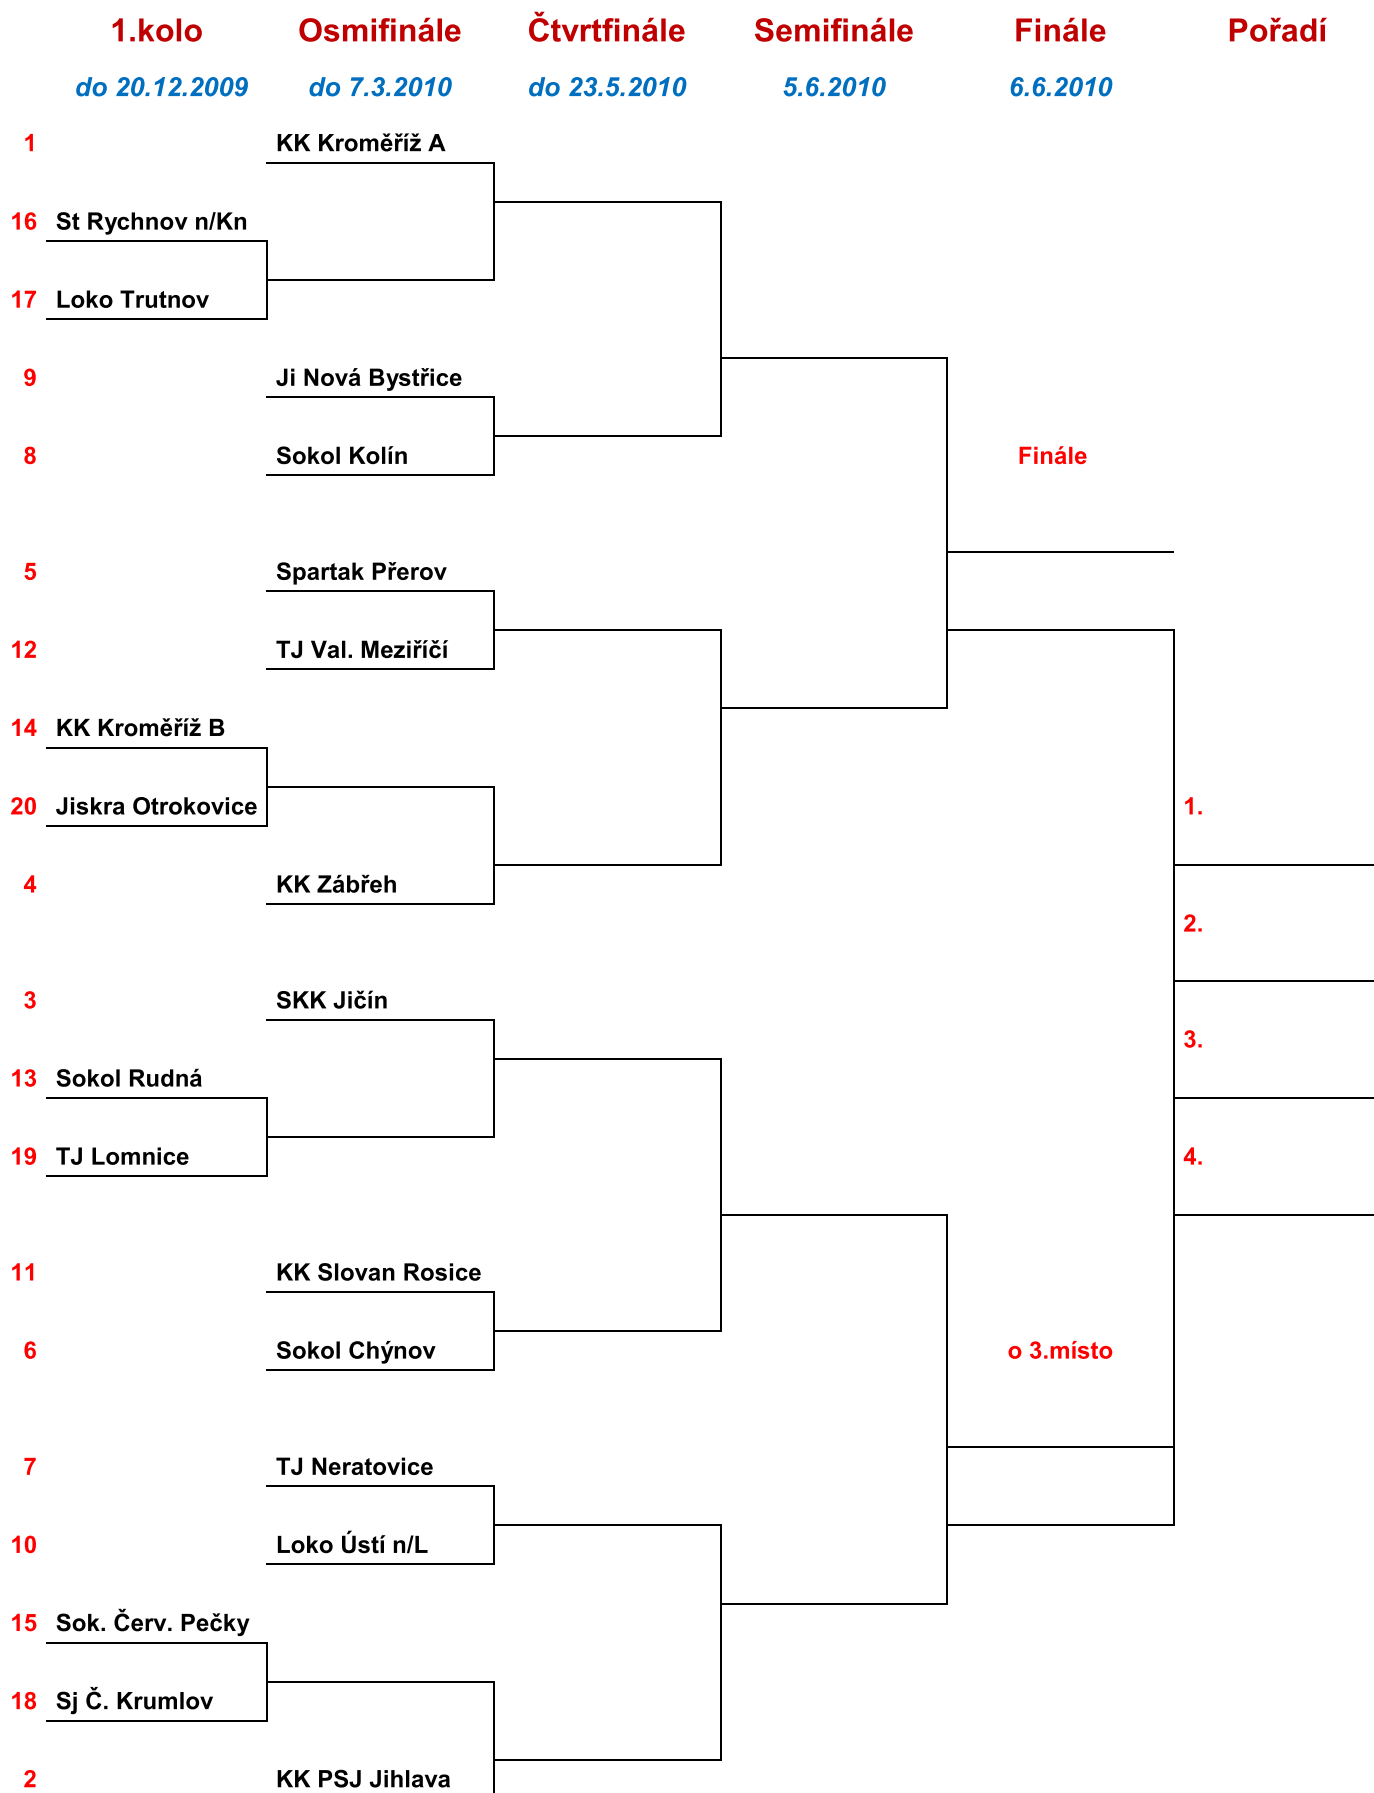 1.kolo Osmifinále Čtvrtfinále Semifinále Finále Pořadí
do 20.12.2009 do 7.3.2010 do 23.5.2010 5.6.2010 6.6.2010
1 KK Kroměříž A
16 St Rychnov n/Kn
17 Loko Trutnov
9 Ji Nová Bystřice
8 Sokol Kolín Finále
5 Spartak Přerov
12 TJ Val. Meziříčí
14 KK Kroměříž B
20 Jiskra Otrokovice 1.
4 KK Zábřeh
2.
3 SKK Jičín
3.
13 Sokol Rudná
19 TJ Lomnice 4.
11 KK Slovan Rosice
6 Sokol Chýnov o 3.místo
7 TJ Neratovice
10 Loko Ústí n/L
15 Sok. Červ. Pečky
18 Sj Č. Krumlov
2 KK PSJ Jihlava